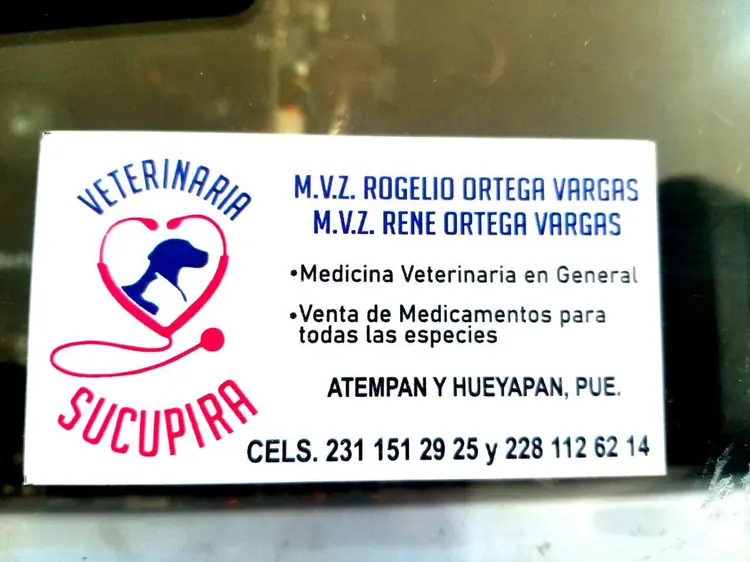 VETERINARIA
SUCUPIRA
M.V.Z. ROGELIO ORTEGA VARGAS
M.V.Z. RENE ORTEGA VARGAS
•Medicina Veterinaria en General
•Venta de Medicamentos para
todas las especies
ATEMPAN Y HUEYAPAN, PUE.
CELS. 231 151 29 25 y 228 112 62 14